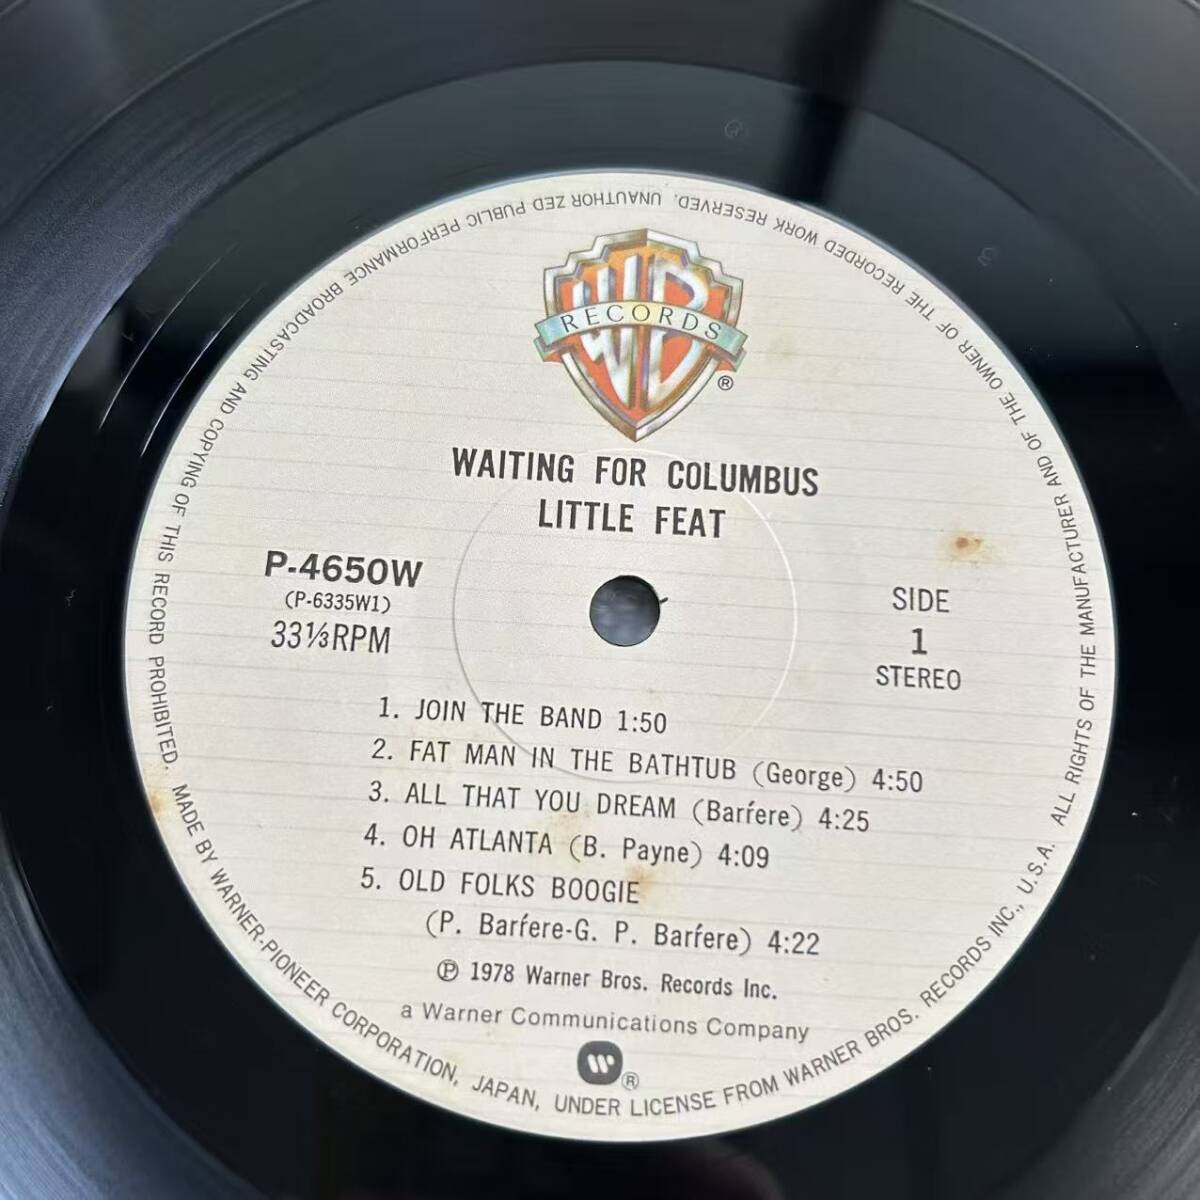 WB
RECORDS
®
WAITING FOR COLUMBUS
LITTLE FEAT
P-4650W
(P-6335W1)
33⅓RPM
SIDE
1
STEREO
1. JOIN THE BAND 1:50
2. FAT MAN IN THE BATHTUB (George) 4:50
3. ALL THAT YOU DREAM (Barŕere) 4:25
4. OH ATLANTA (B. Payne) 4:09
5. OLD FOLKS BOOGIE
(P. Barŕere-G. P. Barŕere) 4:22
Ⓟ 1978 Warner Bros. Records Inc.
a Warner Communications Company
®
MADE BY WARNER-PIONEER CORPORATION, JAPAN, UNDER LICENSE FROM WARNER BROS. RECORDS INC., U.S.A. ALL RIGHTS OF THE MANUFACTURER AND OF THE OWNER OF THE RECORDED WORK RESERVED. UNAUTHOR ZED PUBLIC PERFORMANCE BROADCASTING AND COPYING OF THIS RECORD PROHIBITED.